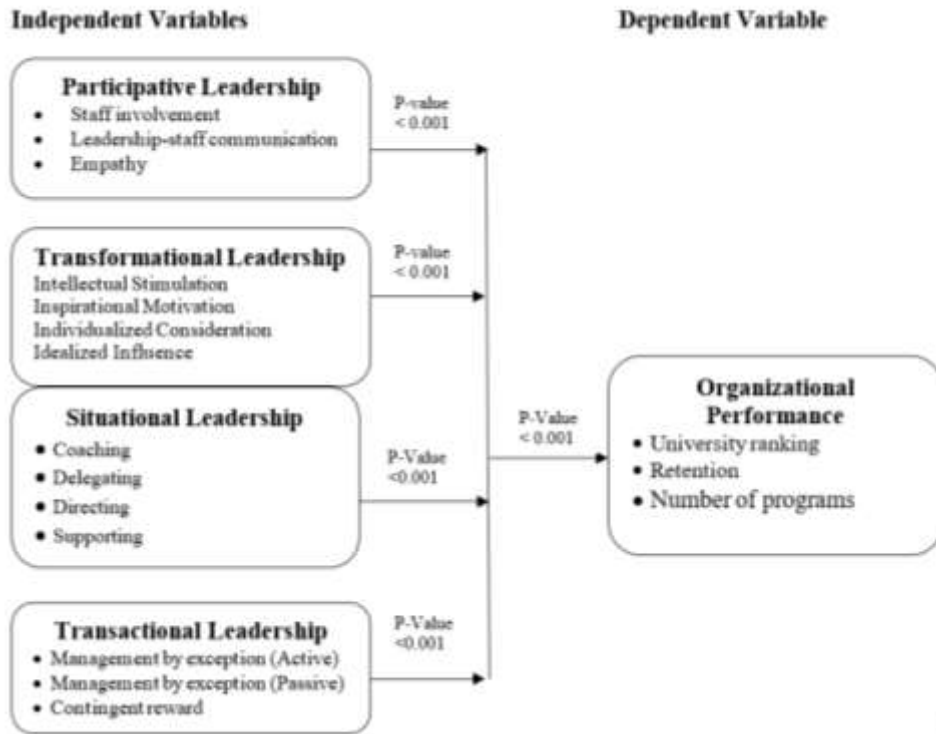 Independent Variables
Dependent Variable
Participative Leadership
• Staff involvement
• Leadership-staff communication
• Empathy
P-value
< 0.001
Transformational Leadership
Intellectual Stimulation
Inspirational Motivation
Individualized Consideration
Idealized Influence
P-value
< 0.001
Situational Leadership
• Coaching
• Delegating
• Directing
• Supporting
P-Value
<0.001
P-Value
< 0.001
Organizational
Performance
• University ranking
• Retention
• Number of programs
Transactional Leadership
• Management by exception (Active)
• Management by exception (Passive)
• Contingent reward
P-Value
<0.001